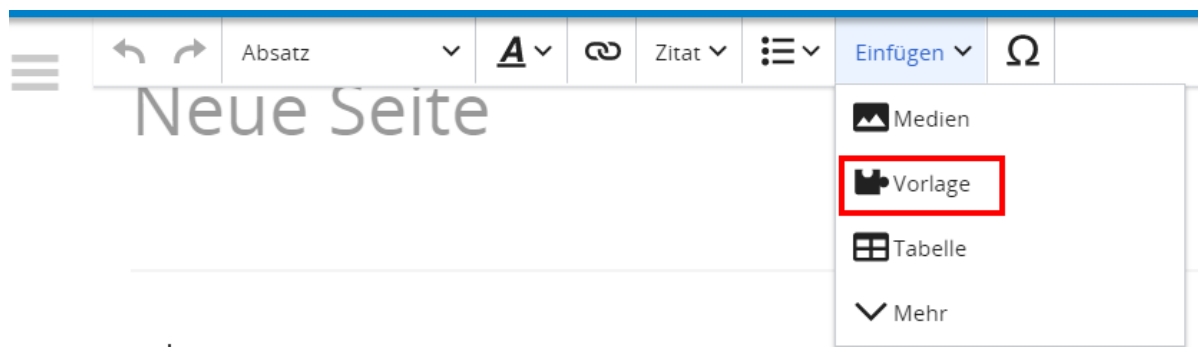 Absatz A Zitat Einfügen Ω
Neue Seite
Medien
Vorlage
Tabelle
Mehr